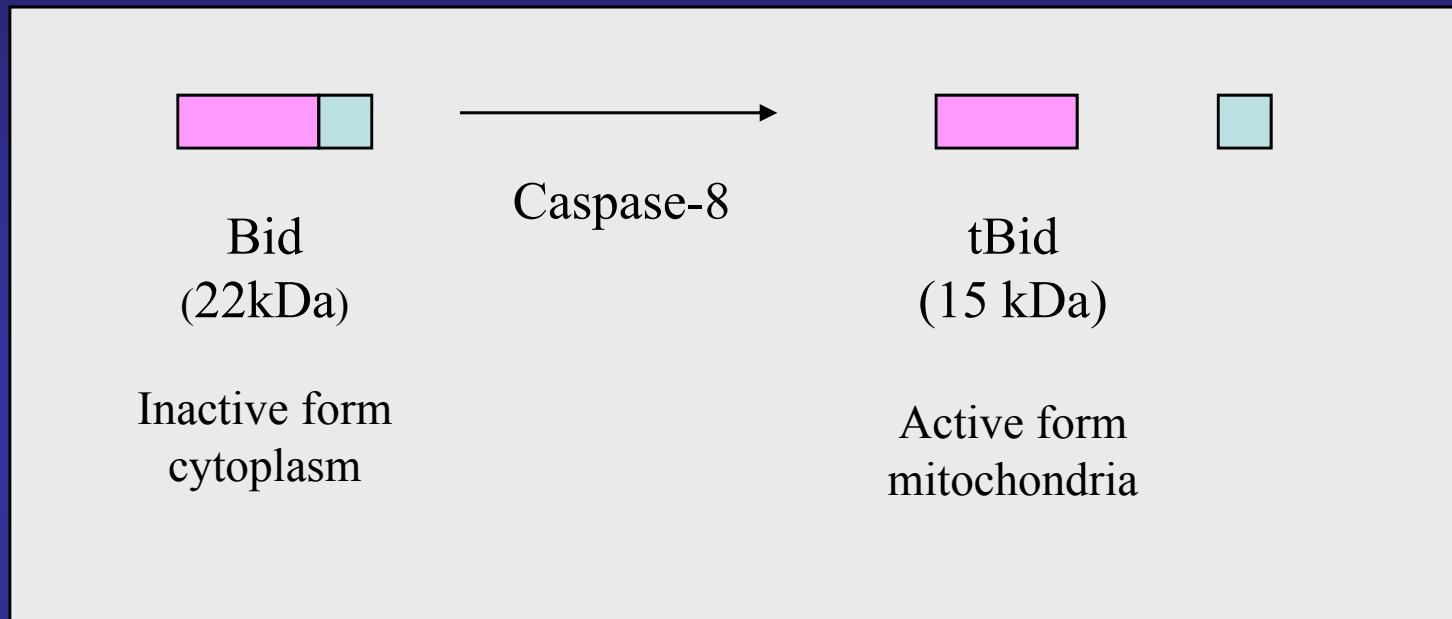 Caspase-8
Bid
(22kDa)
tBid
(15 kDa)
Inactive form
cytoplasm
Active form
mitochondria